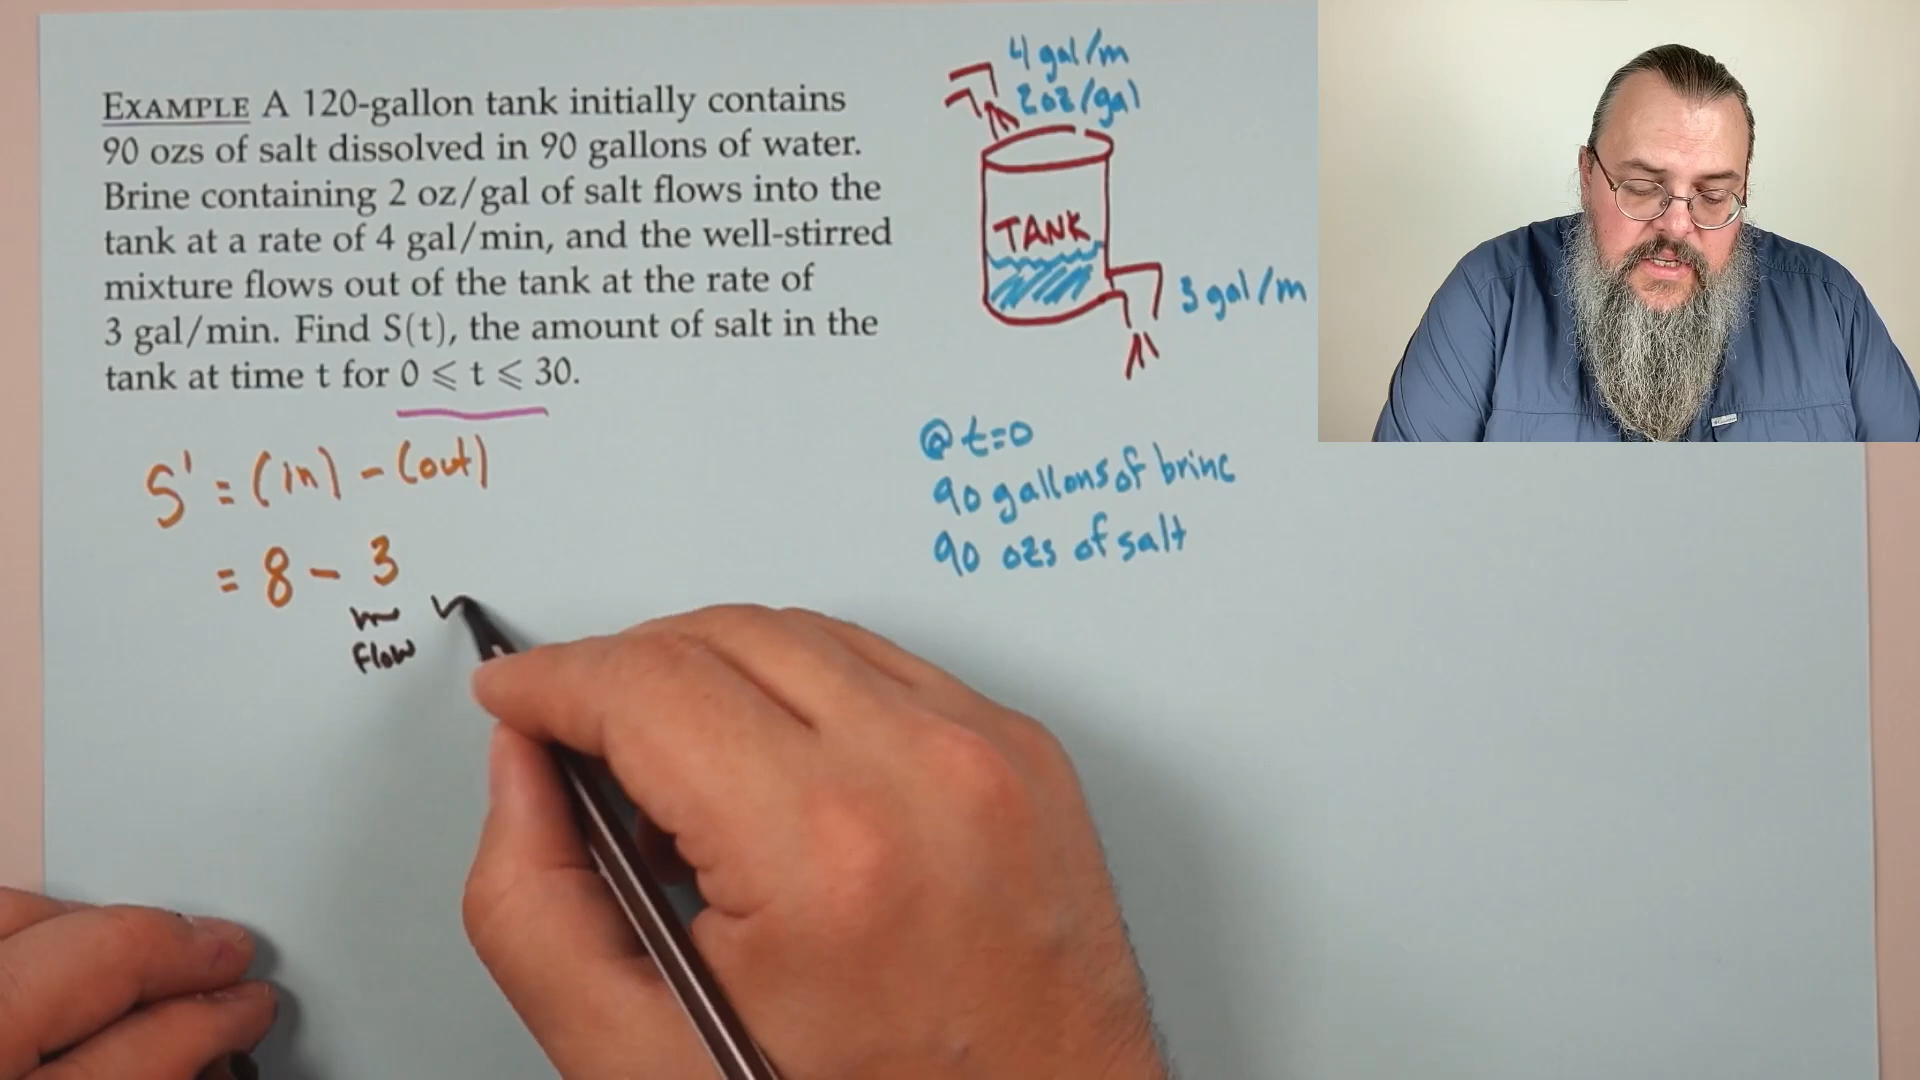 EXAMPLE A 120-gallon tank initially contains
90 ozs of salt dissolved in 90 gallons of water.
Brine containing 2 oz/gal of salt flows into the
tank at a rate of 4 gal/min, and the well-stirred
mixture flows out of the tank at the rate of
3 gal/min. Find S(t), the amount of salt in the
tank at time t for 0 ⩽ t ⩽ 30.
S' = (in) - (out)
= 8 - 3
flow
4 gal/m
2oz/gal
TANK
3 gal/m
@ t=0
90 gallons of brine
90 ozs of salt